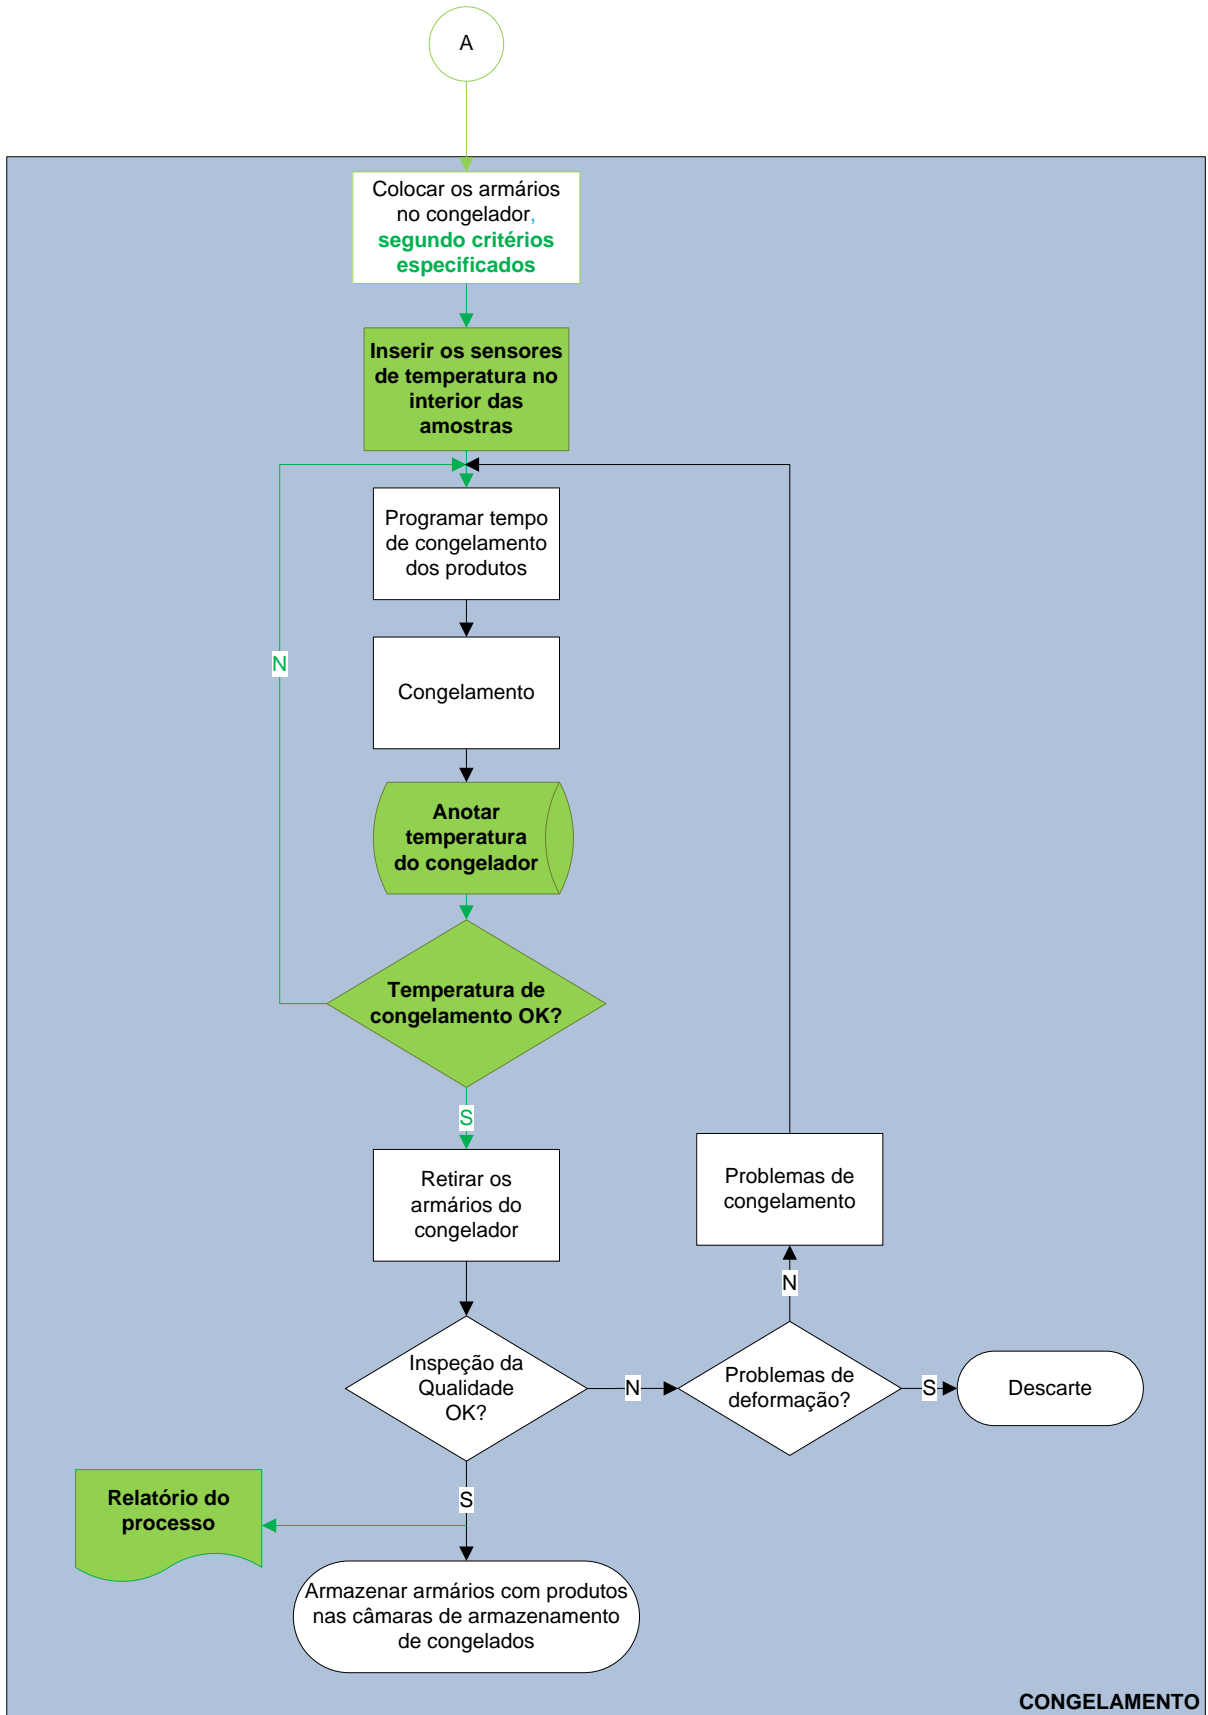 A
Colocar os armários
no congelador,
segundo critérios
especificados
Inserir os sensores
de temperatura no
interior das
amostras
Programar tempo
de congelamento
dos produtos
N
Congelamento
Anotar
temperatura
do congelador
Temperatura de
congelamento OK?
S
Retirar os
armários do
congelador
Problemas de
congelamento
N
Inspeção da
Qualidade
OK?
N
Problemas de
deformação?
S
Descarte
S
Relatório do
processo
Armazenar armários com produtos
nas câmaras de armazenamento
de congelados
CONGELAMENTO